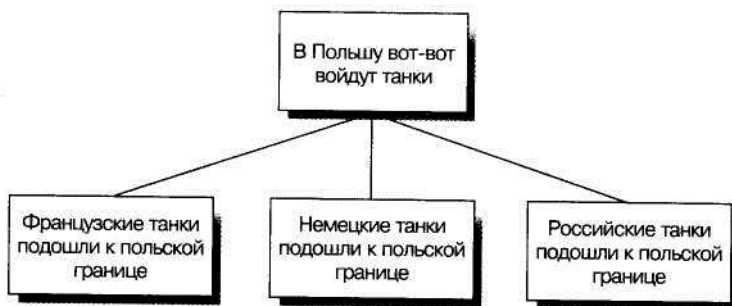 В Польшу вот-вот
войдут танки
Французские танки
подошли к польской
границе
Немецкие танки
подошли к польской
границе
Российские танки
подошли к польской
границе